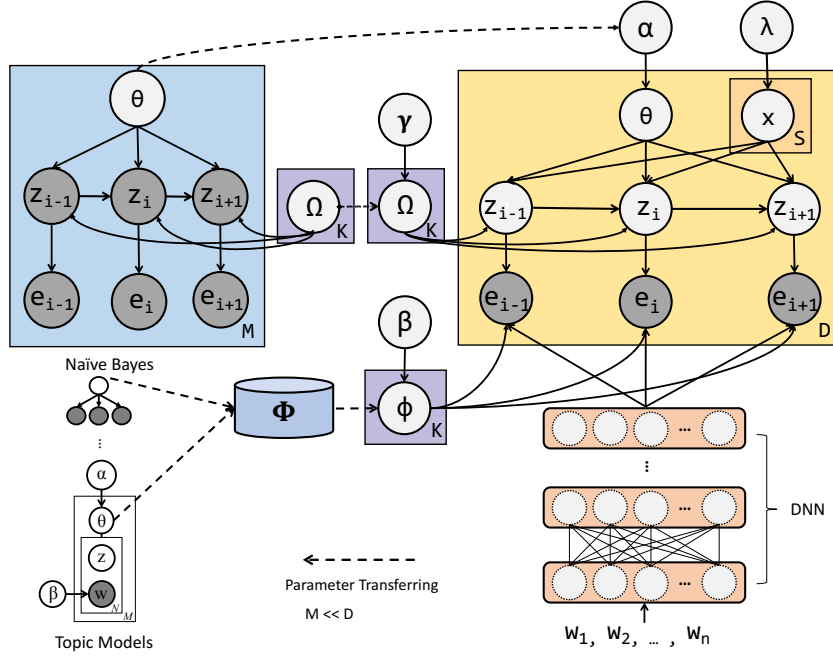 α
λ
θ
γ
θ
x
S
z_{i-1}
z_i
z_{i+1}
Ω
K
Ω
K
z_{i-1}
z_i
z_{i+1}
e_{i-1}
e_i
e_{i+1}
M
e_{i-1}
e_i
e_{i+1}
D
β
Naïve Bayes
Φ
ϕ
K
...
...
α
...
θ
...
DNN
z
w
N
M
β
...
Parameter Transferring
M << D
Topic Models
w_1, w_2, … , w_n